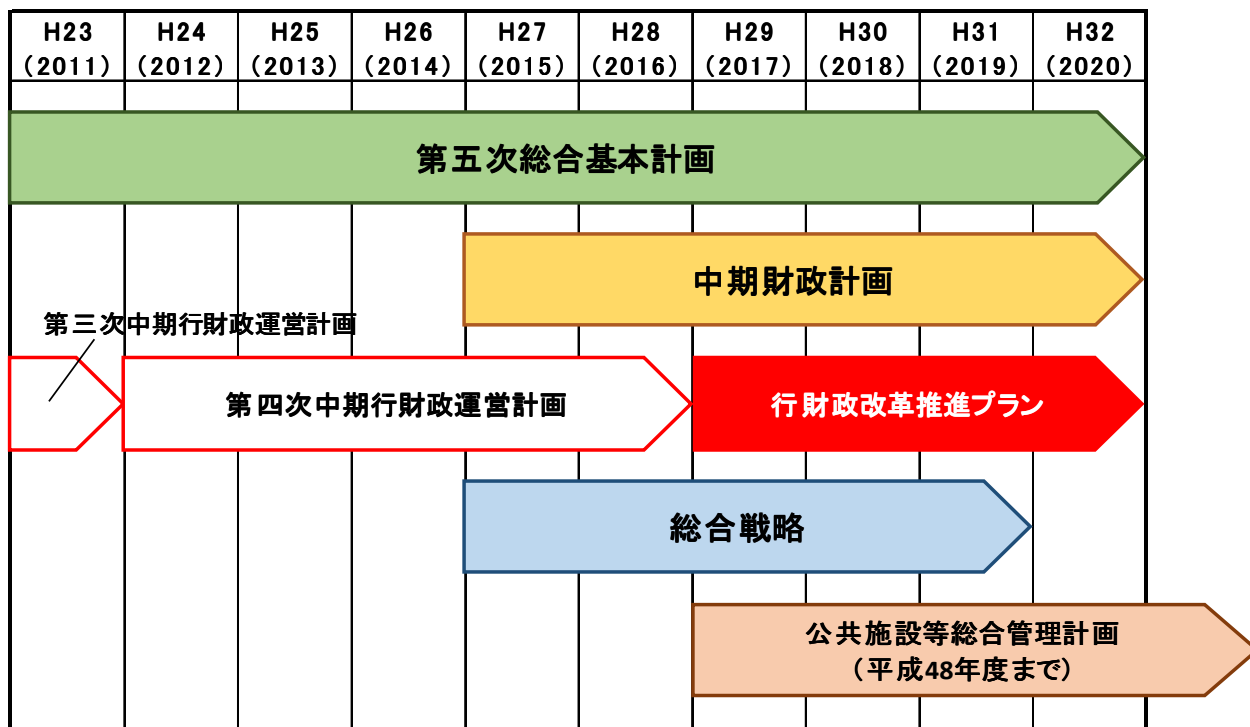 H23 H24 H25 H26 H27 H28 H29 H30 H31 H32
(2011) (2012) (2013) (2014) (2015) (2016) (2017) (2018) (2019) (2020)
第五次総合基本計画
中期財政計画
第三次中期行財政運営計画
第四次中期行財政運営計画
行財政改革推進プラン
総合戦略
公共施設等総合管理計画
(平成48年度まで)